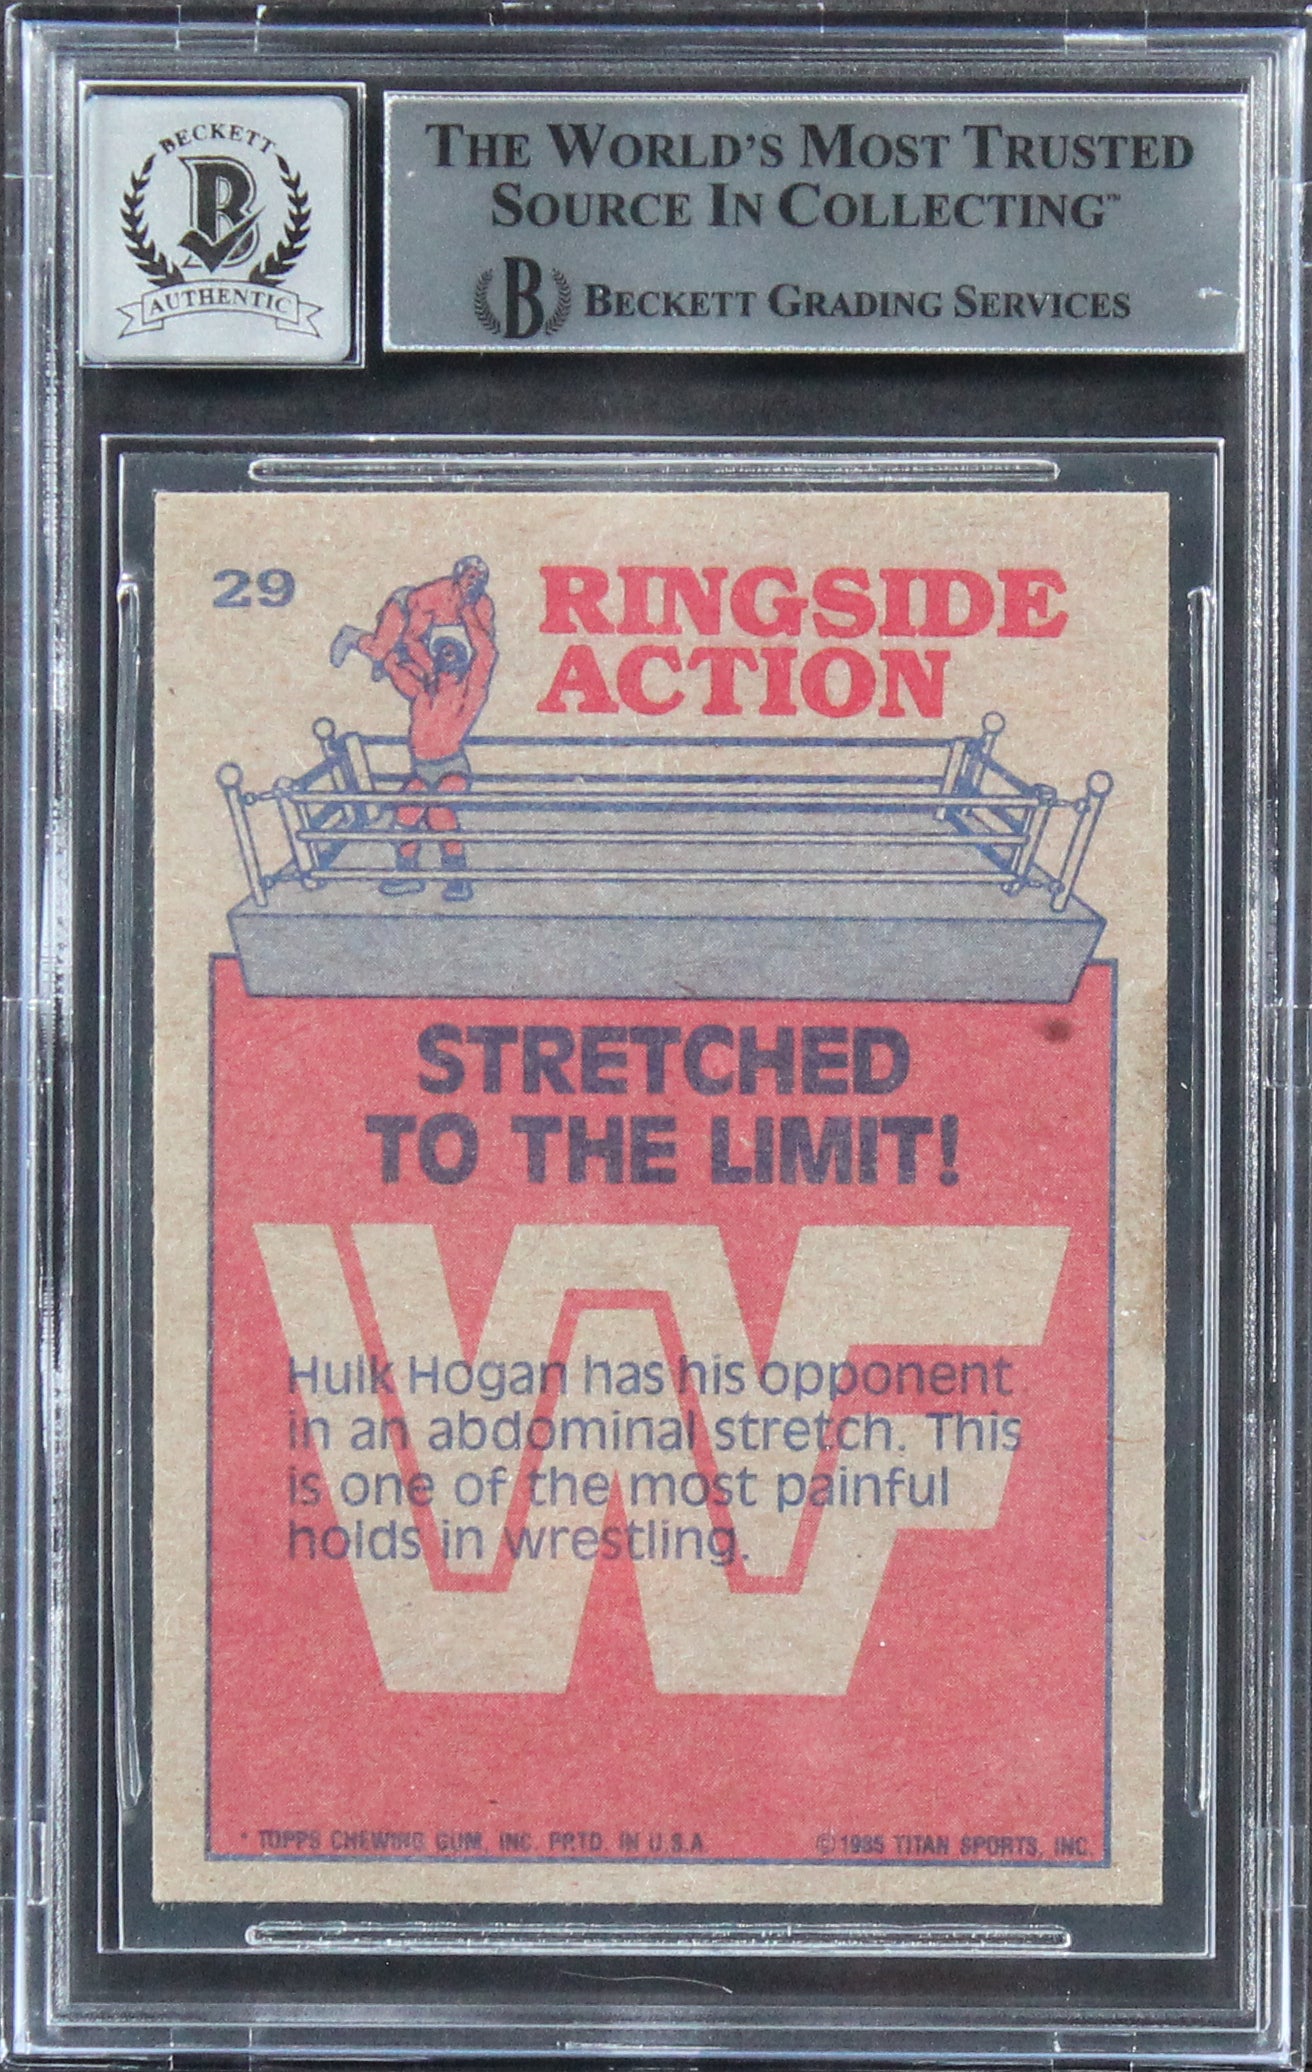 BECKETT
B
AUTHENTIC
THE WORLD'S MOST TRUSTED
SOURCE IN COLLECTING™
B BECKETT GRADING SERVICES
29
RINGSIDE
ACTION
STRETCHED
TO THE LIMIT!
WF
Hulk Hogan has his opponent
in an abdominal stretch. This
is one of the most painful
holds in wrestling.
* TOPPS CHEWING GUM, INC. PRTD. IN U.S.A. © 1985 TITAN SPORTS, INC.